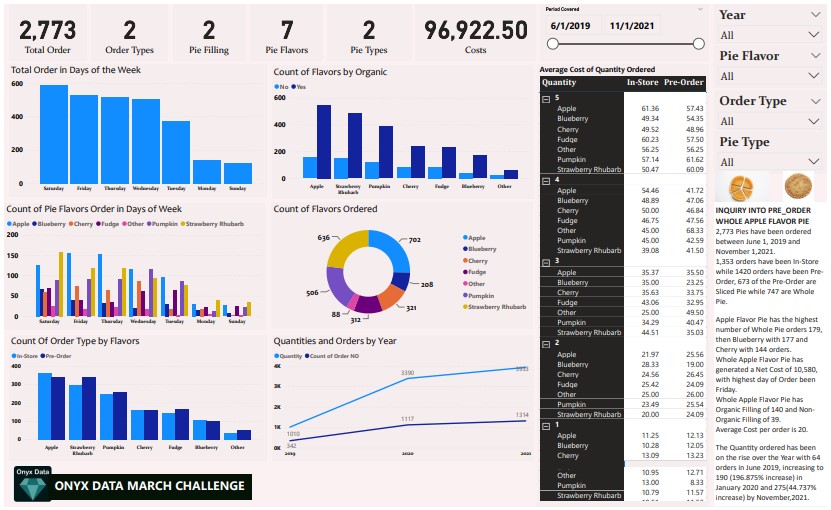 2,773
Total Order
2
Order Types
2
Pie Filling
7
Pie Flavors
2
Pie Types
96,922.50
Costs
Period Covered
6/1/2019 11/1/2021
Year
All
Pie Flavor
All
Order Type
All
Pie Type
All
Total Order in Days of the Week
600
400
200
0
Saturday Friday Thursday Wednesday Tuesday Monday Sunday
Count of Flavors by Organic
No Yes
600
400
200
0
Apple Strawberry Rhubarb Pumpkin Cherry Fudge Blueberry Other
Count of Pie Flavors Order in Days of Week
Apple Blueberry Cherry Fudge Other Pumpkin Strawberry Rhubarb
200
150
100
50
0
Saturday Friday Thursday Wednesday Tuesday Monday Sunday
Count of Flavors Ordered
702
208
321
312
88
506
636
Apple
Blueberry
Cherry
Fudge
Other
Pumpkin
Strawberry Rhubarb
Count Of Order Type by Flavors
In-Store Pre-Order
400
300
200
100
0
Apple Strawberry Rhubarb Pumpkin Cherry Fudge Blueberry Other
Quantities and Orders by Year
Quantity Count of Order NO
4K
3K
2K
1K
0K
1010
342
3390
1117
1314
2019 2020 2021
Onyx Data
ONYX DATA MARCH CHALLENGE
Average Cost of Quantity Ordered
Quantity In-Store Pre-Order
5
Apple 61.36 57.43
Blueberry 49.34 54.35
Cherry 49.52 48.96
Fudge 60.23 57.50
Other 56.25 56.25
Pumpkin 57.14 61.62
Strawberry Rhubarb 50.47 60.09
4
Apple 54.46 41.72
Blueberry 48.89 47.06
Cherry 50.00 46.84
Fudge 46.75 47.56
Other 45.00 68.33
Pumpkin 45.00 42.59
Strawberry Rhubarb 39.08 41.50
3
Apple 35.37 35.50
Blueberry 35.00 23.25
Cherry 35.63 33.75
Fudge 43.06 32.95
Other 25.00 49.50
Pumpkin 34.29 40.47
Strawberry Rhubarb 44.51 35.03
2
Apple 21.97 25.56
Blueberry 28.33 19.00
Cherry 24.56 26.45
Fudge 25.42 24.09
Other 25.00 26.00
Pumpkin 23.49 25.54
Strawberry Rhubarb 20.00 24.09
1
Apple 11.25 12.13
Blueberry 10.28 12.05
Cherry 13.09 13.23
Other 10.95 12.71
Pumpkin 13.00 8.33
Strawberry Rhubarb 10.79 11.57
INQUIRY INTO PRE_ORDER
WHOLE APPLE FLAVOR PIE
2,773 Pies have been ordered
between June 1, 2019 and
November 1,2021.
1,353 orders have been In-Store
while 1420 orders have been Pre-
Order, 673 of the Pre-Order are
Sliced Pie while 747 are Whole
Pie.
Apple Flavor Pie has the highest
number of Whole Pie orders 179,
then Blueberry with 177 and
Cherry with 144 orders.
Whole Apple Flavor Pie has
generated a Net Cost of 10,580,
with highest day of Order been
Friday.
Whole Apple Flavor Pie has
Organic Filling of 140 and Non-
Organic Filling of 39.
Average Cost per order is 20.
The Quantity ordered has been
on the rise over the Year with 64
orders in June 2019, increasing to
190 (196.875% increase) in
January 2020 and 275(44.737%
increase) by November,2021.